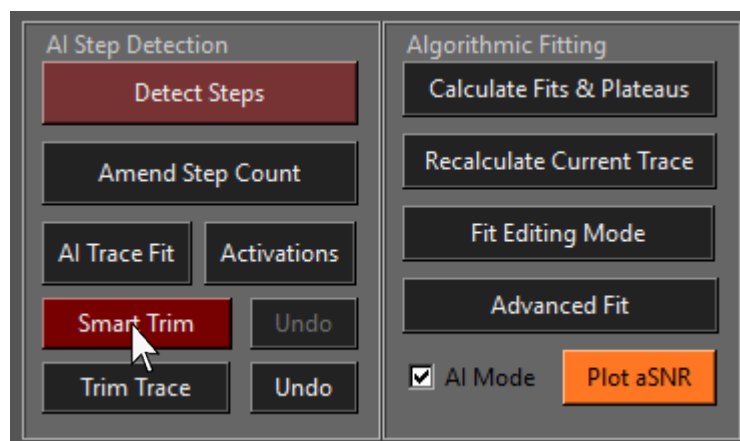 AI Step Detection
Detect Steps
Amend Step Count
AI Trace Fit
Activations
Smart Trim
Undo
Trim Trace
Undo
Algorithmic Fitting
Calculate Fits & Plateaus
Recalculate Current Trace
Fit Editing Mode
Advanced Fit
AI Mode
Plot aSNR